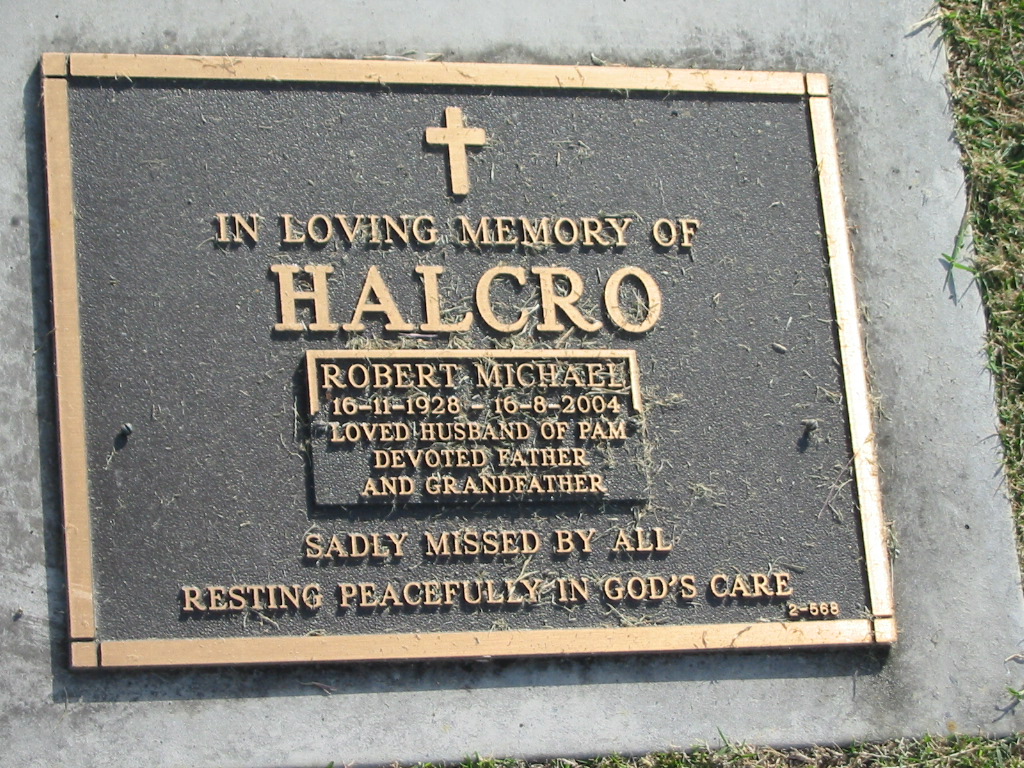 IN LOVING MEMORY OF
HALCRO
ROBERT MICHAEL
16-11-1928 - 16-8-2004
LOVED HUSBAND OF PAM
DEVOTED FATHER
AND GRANDFATHER
SADLY MISSED BY ALL
RESTING PEACEFULLY IN GOD'S CARE
2-568